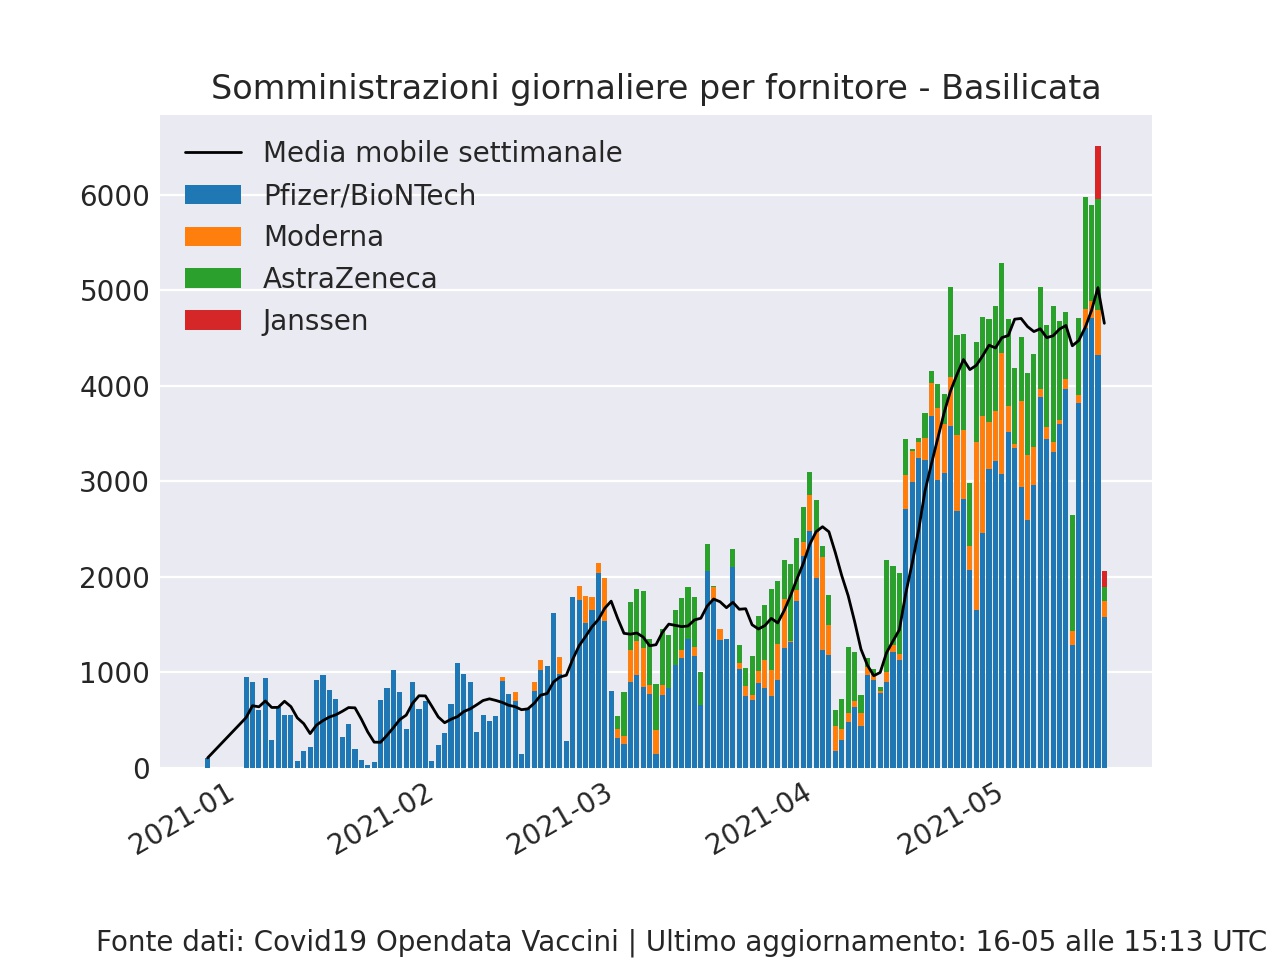 Somministrazioni giornaliere per fornitore - Basilicata
Media mobile settimanale
Pfizer/BioNTech
Moderna
AstraZeneca
Janssen
6000
5000
4000
3000
2000
1000
0
2021-01
2021-02
2021-03
2021-04
2021-05
Fonte dati: Covid19 Opendata Vaccini | Ultimo aggiornamento: 16-05 alle 15:13 UTC